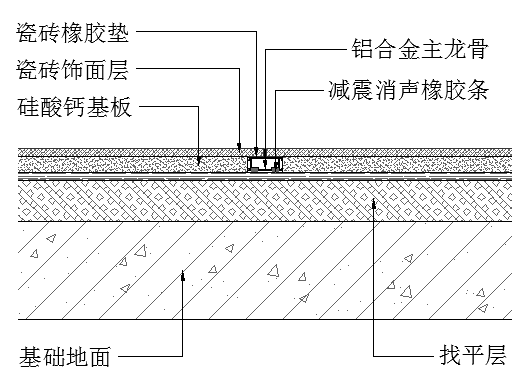 瓷砖橡胶垫
铝合金主龙骨
瓷砖饰面层
减震消声橡胶条
硅酸钙基板
基础地面
找平层